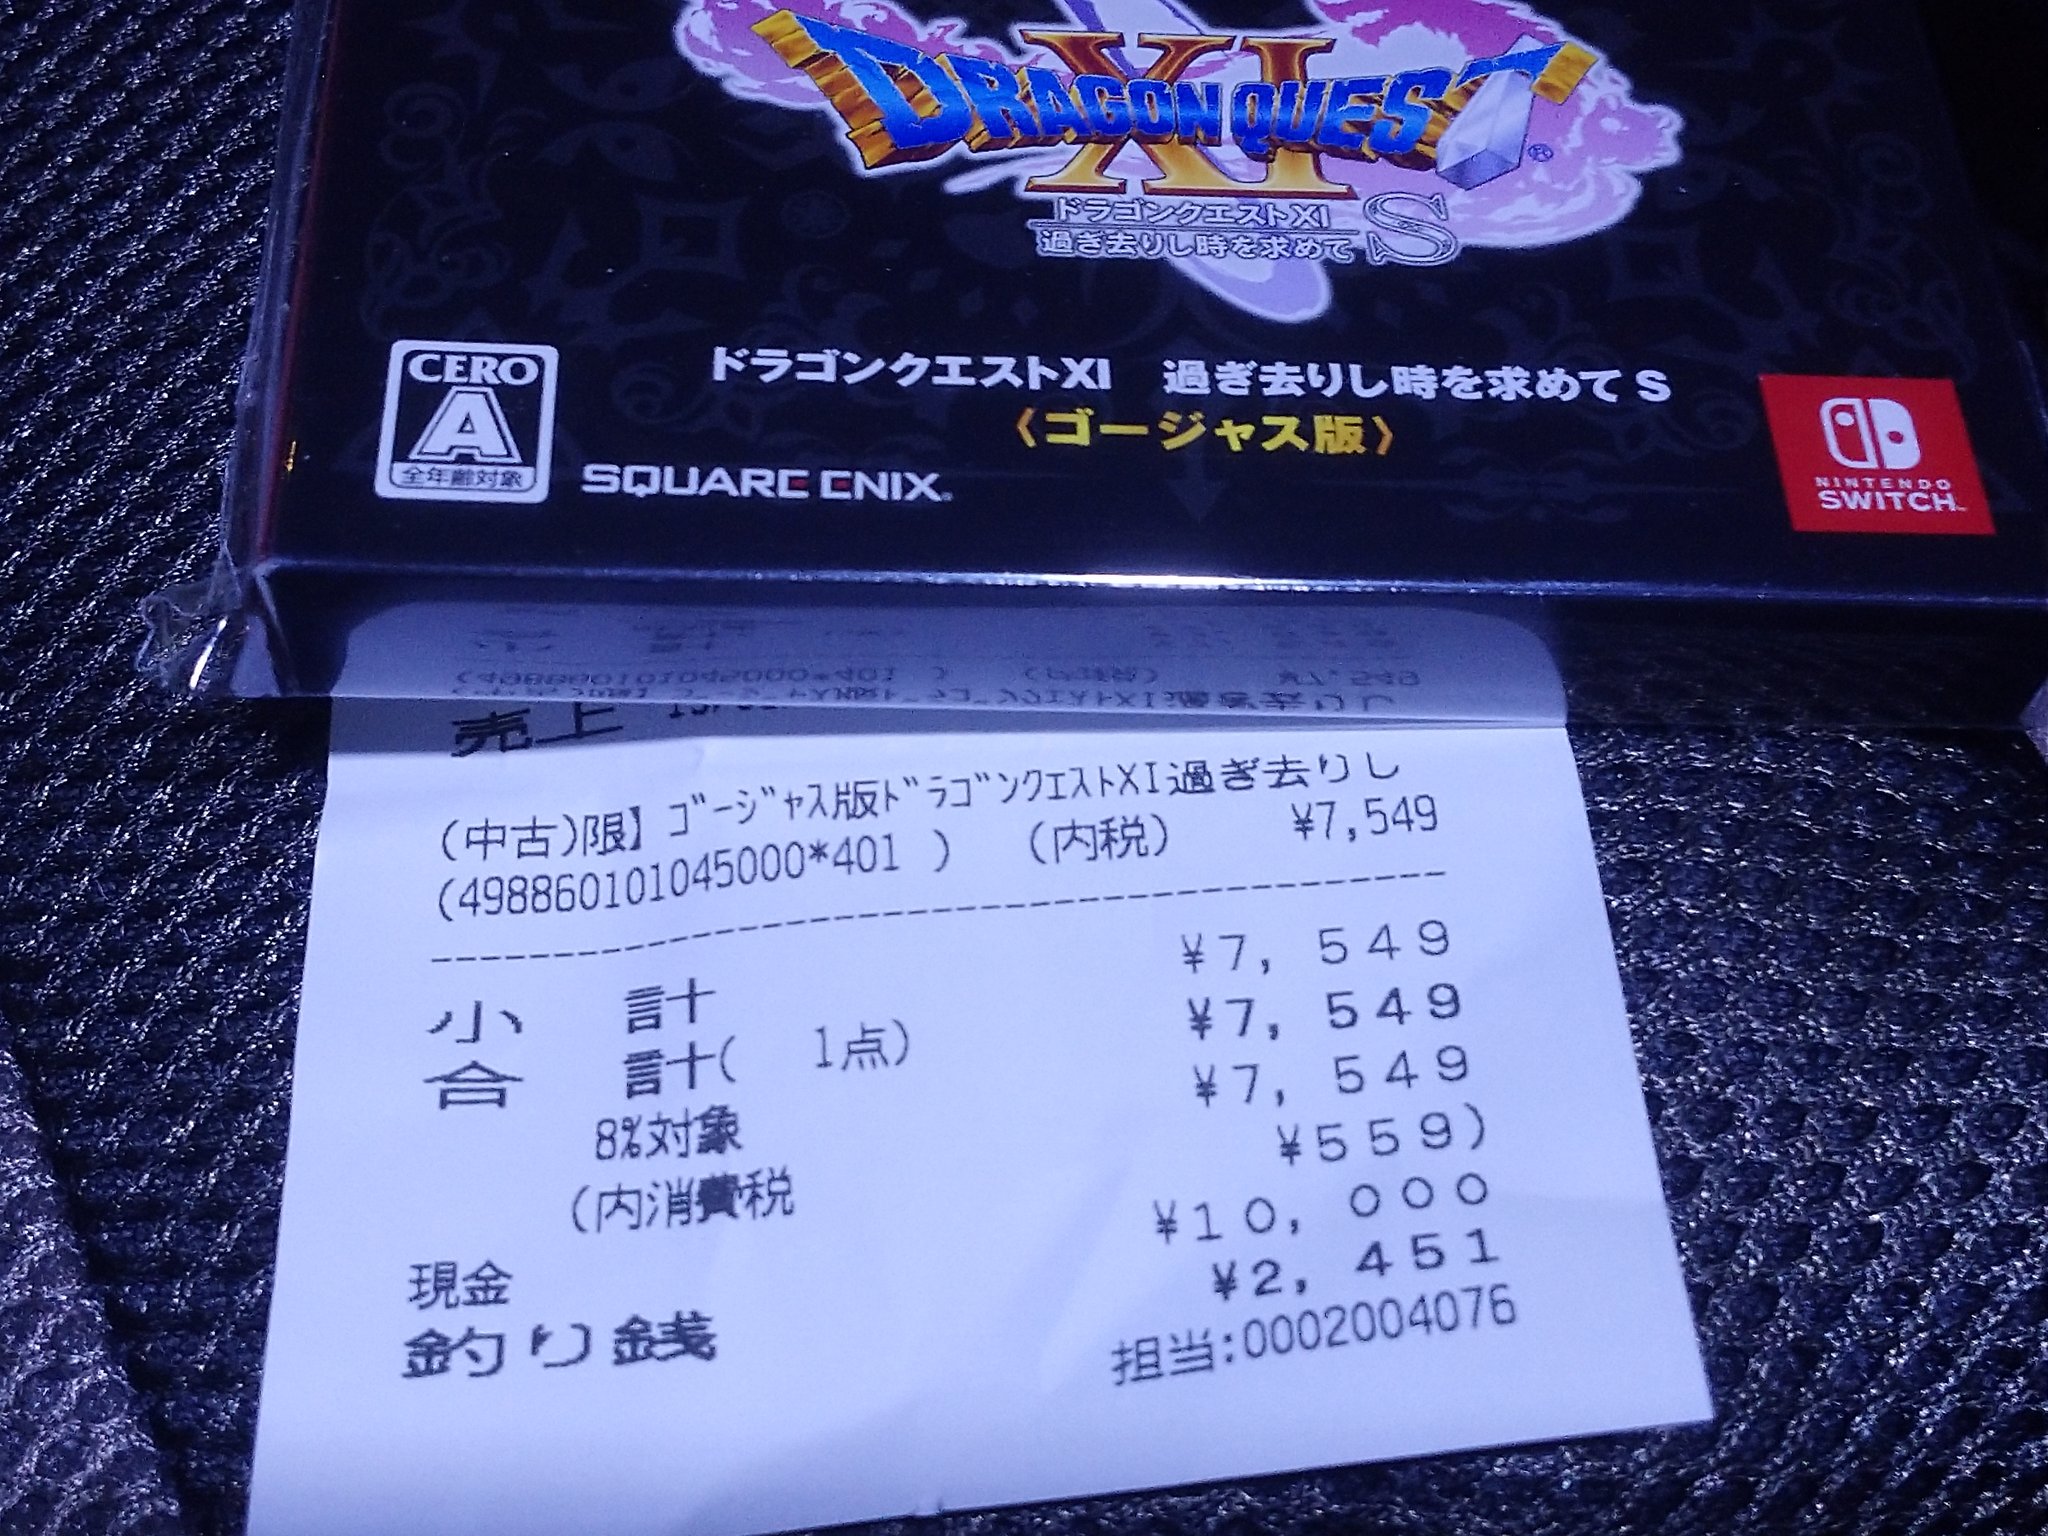 DRAGON QUEST XI
ドラゴンクエストXI
過ぎ去りし時を求めて S
CERO
A
全年齢対象
ドラゴンクエストXI 過ぎ去りし時を求めて S
〈ゴージャス版〉
SQUARE ENIX
NINTENDO
SWITCH
売上
(中古)限】ｺﾞｰｼﾞｬｽ版ﾄﾞﾗｺﾞﾝｸｴｽﾄXI過ぎ去りし
(498860101045000*401 ) (内税) ¥7,549
小計 ¥7,549
合計( 1点) ¥7,549
8%対象 ¥7,549
(内消費税 ¥559)
現金 ¥10,000
釣り銭 ¥2,451
担当:0002004076